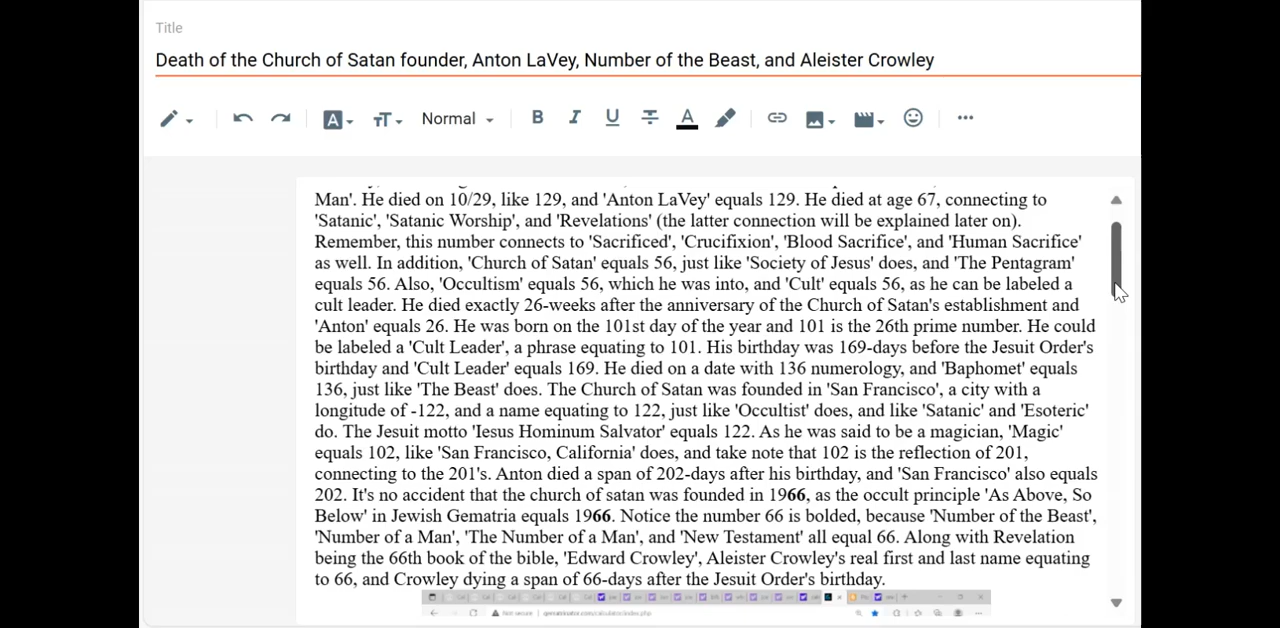 Title
Death of the Church of Satan founder, Anton LaVey, Number of the Beast, and Aleister Crowley
Normal
Man'. He died on 10/29, like 129, and 'Anton LaVey' equals 129. He died at age 67, connecting to
'Satanic', 'Satanic Worship', and 'Revelations' (the latter connection will be explained later on).
Remember, this number connects to 'Sacrificed', 'Crucifixion', 'Blood Sacrifice', and 'Human Sacrifice'
as well. In addition, 'Church of Satan' equals 56, just like 'Society of Jesus' does, and 'The Pentagram'
equals 56. Also, 'Occultism' equals 56, which he was into, and 'Cult' equals 56, as he can be labeled a
cult leader. He died exactly 26-weeks after the anniversary of the Church of Satan's establishment and
'Anton' equals 26. He was born on the 101st day of the year and 101 is the 26th prime number. He could
be labeled a 'Cult Leader', a phrase equating to 101. His birthday was 169-days before the Jesuit Order's
birthday and 'Cult Leader' equals 169. He died on a date with 136 numerology, and 'Baphomet' equals
136, just like 'The Beast' does. The Church of Satan was founded in 'San Francisco', a city with a
longitude of -122, and a name equating to 122, just like 'Occultist' does, and like 'Satanic' and 'Esoteric'
do. The Jesuit motto 'Iesus Hominum Salvator' equals 122. As he was said to be a magician, 'Magic'
equals 102, like 'San Francisco, California' does, and take note that 102 is the reflection of 201,
connecting to the 201's. Anton died a span of 202-days after his birthday, and 'San Francisco' also equals
202. It's no accident that the church of satan was founded in 1966, as the occult principle 'As Above, So
Below' in Jewish Gematria equals 1966. Notice the number 66 is bolded, because 'Number of the Beast',
'Number of a Man', 'The Number of a Man', and 'New Testament' all equal 66. Along with Revelation
being the 66th book of the bible, 'Edward Crowley', Aleister Crowley's real first and last name equating
to 66, and Crowley dying a span of 66-days after the Jesuit Order's birthday.
Not secure